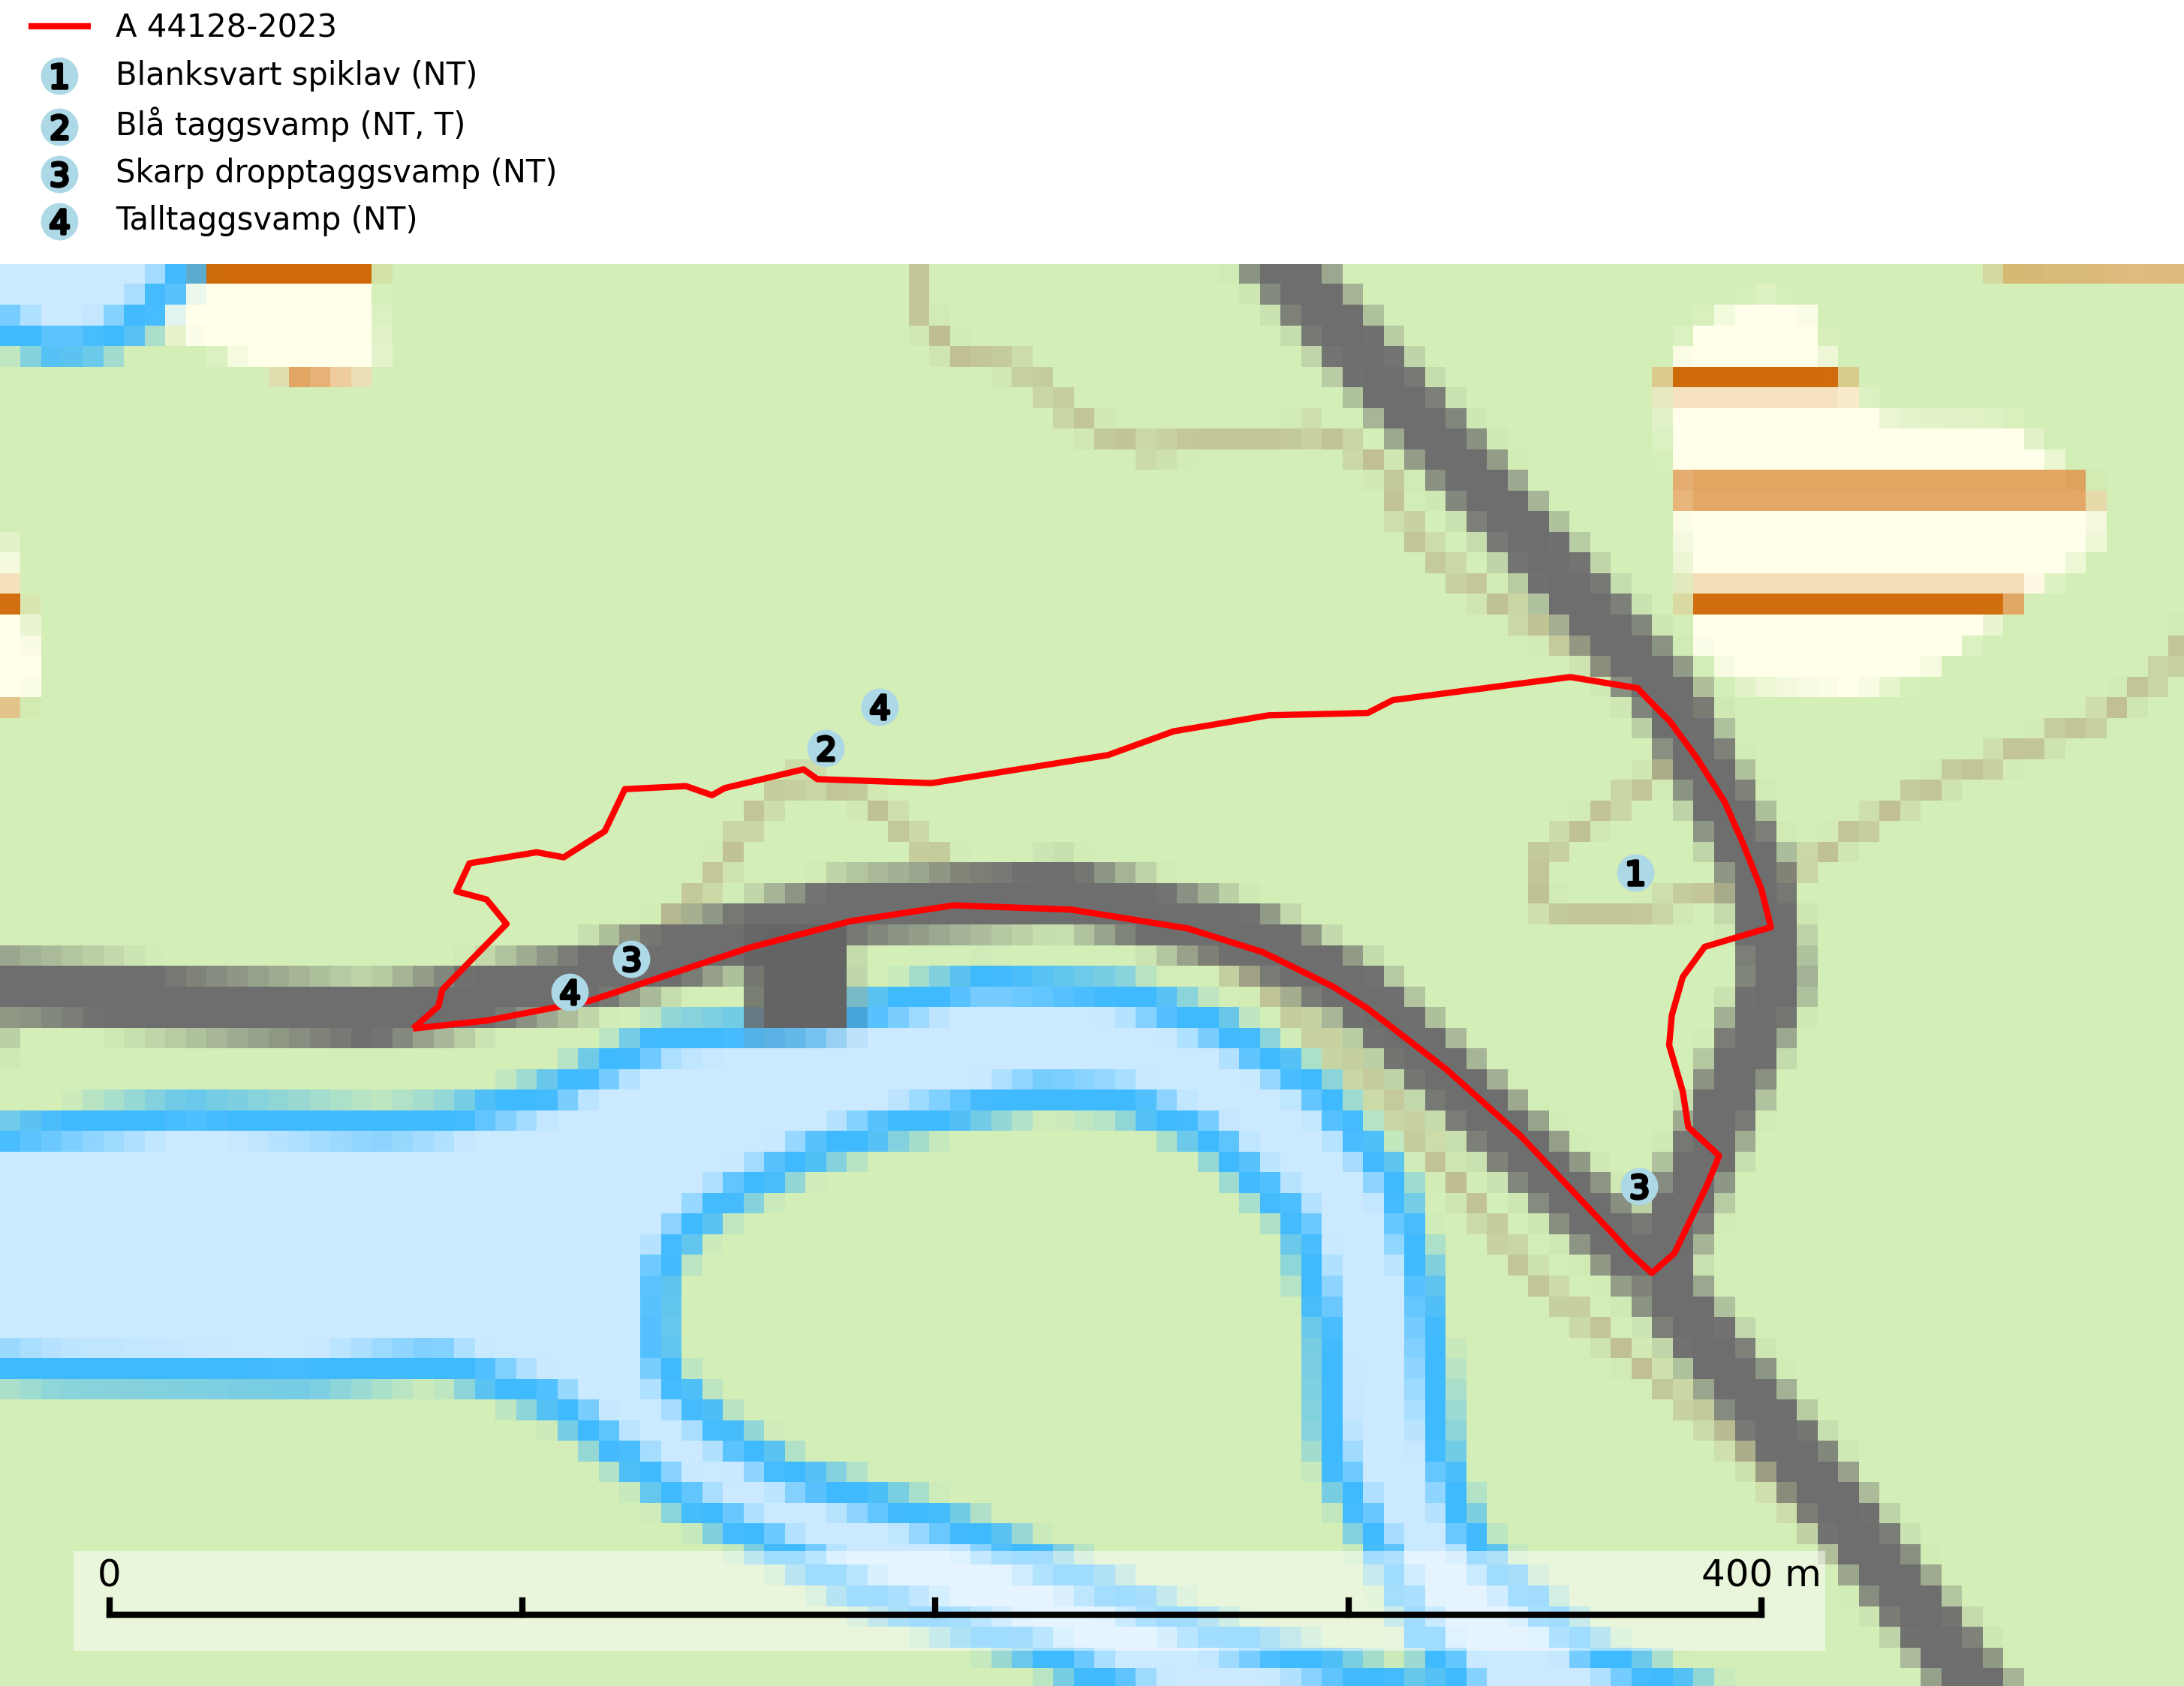 A 44128-2023
1 Blanksvart spiklav (NT)
2 Blå taggsvamp (NT, T)
3 Skarp dropptaggsvamp (NT)
4 Talltaggsvamp (NT)
4
2
1
3
4
3
0 400 m